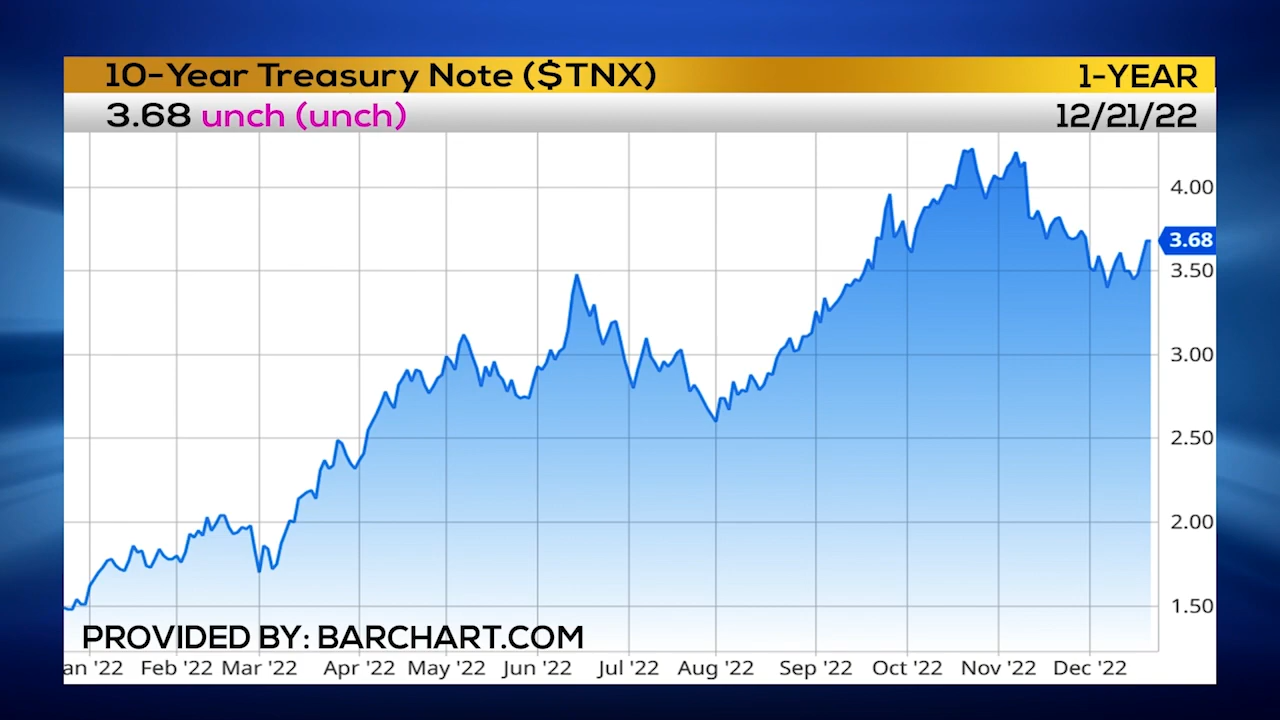 10-Year Treasury Note ($TNX)
1-YEAR
3.68 unch (unch)
12/21/22
4.00
3.68
3.50
3.00
2.50
2.00
1.50
PROVIDED BY: BARCHART.COM
an '22 Feb '22 Mar '22 Apr '22 May '22 Jun '22 Jul '22 Aug '22 Sep '22 Oct '22 Nov '22 Dec '22